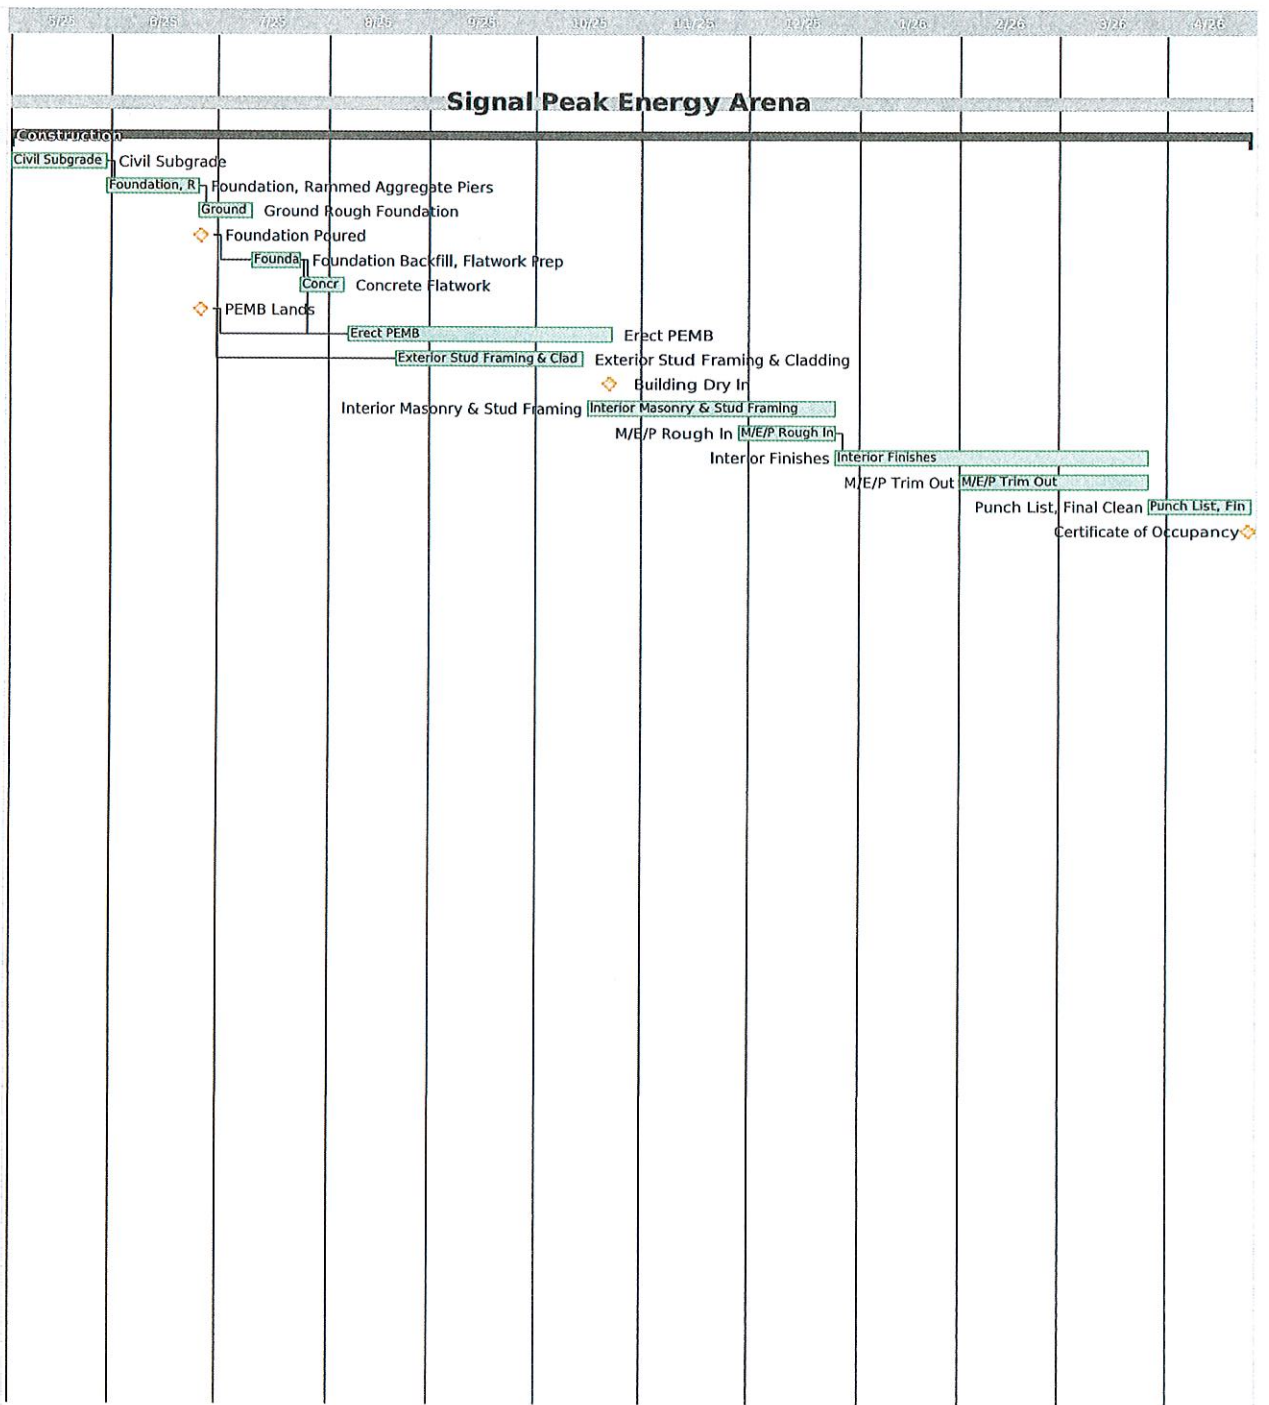 5/25 6/25 7/25 8/25 9/25 10/25 11/25 12/25 1/26 2/26 3/26 4/26
Signal Peak Energy Arena
Construction
Civil Subgrade Civil Subgrade
Foundation, R Foundation, Rammed Aggregate Piers
Ground Ground Rough Foundation
Foundation Poured
Founda Foundation Backfill, Flatwork Prep
Concr Concrete Flatwork
PEMB Lands
Erect PEMB Erect PEMB
Exterior Stud Framing & Clad Exterior Stud Framing & Cladding
Building Dry In
Interior Masonry & Stud Framing Interior Masonry & Stud Framing
M/E/P Rough In M/E/P Rough In
Interior Finishes Interior Finishes
M/E/P Trim Out M/E/P Trim Out
Punch List, Final Clean Punch List, Fin
Certificate of Occupancy